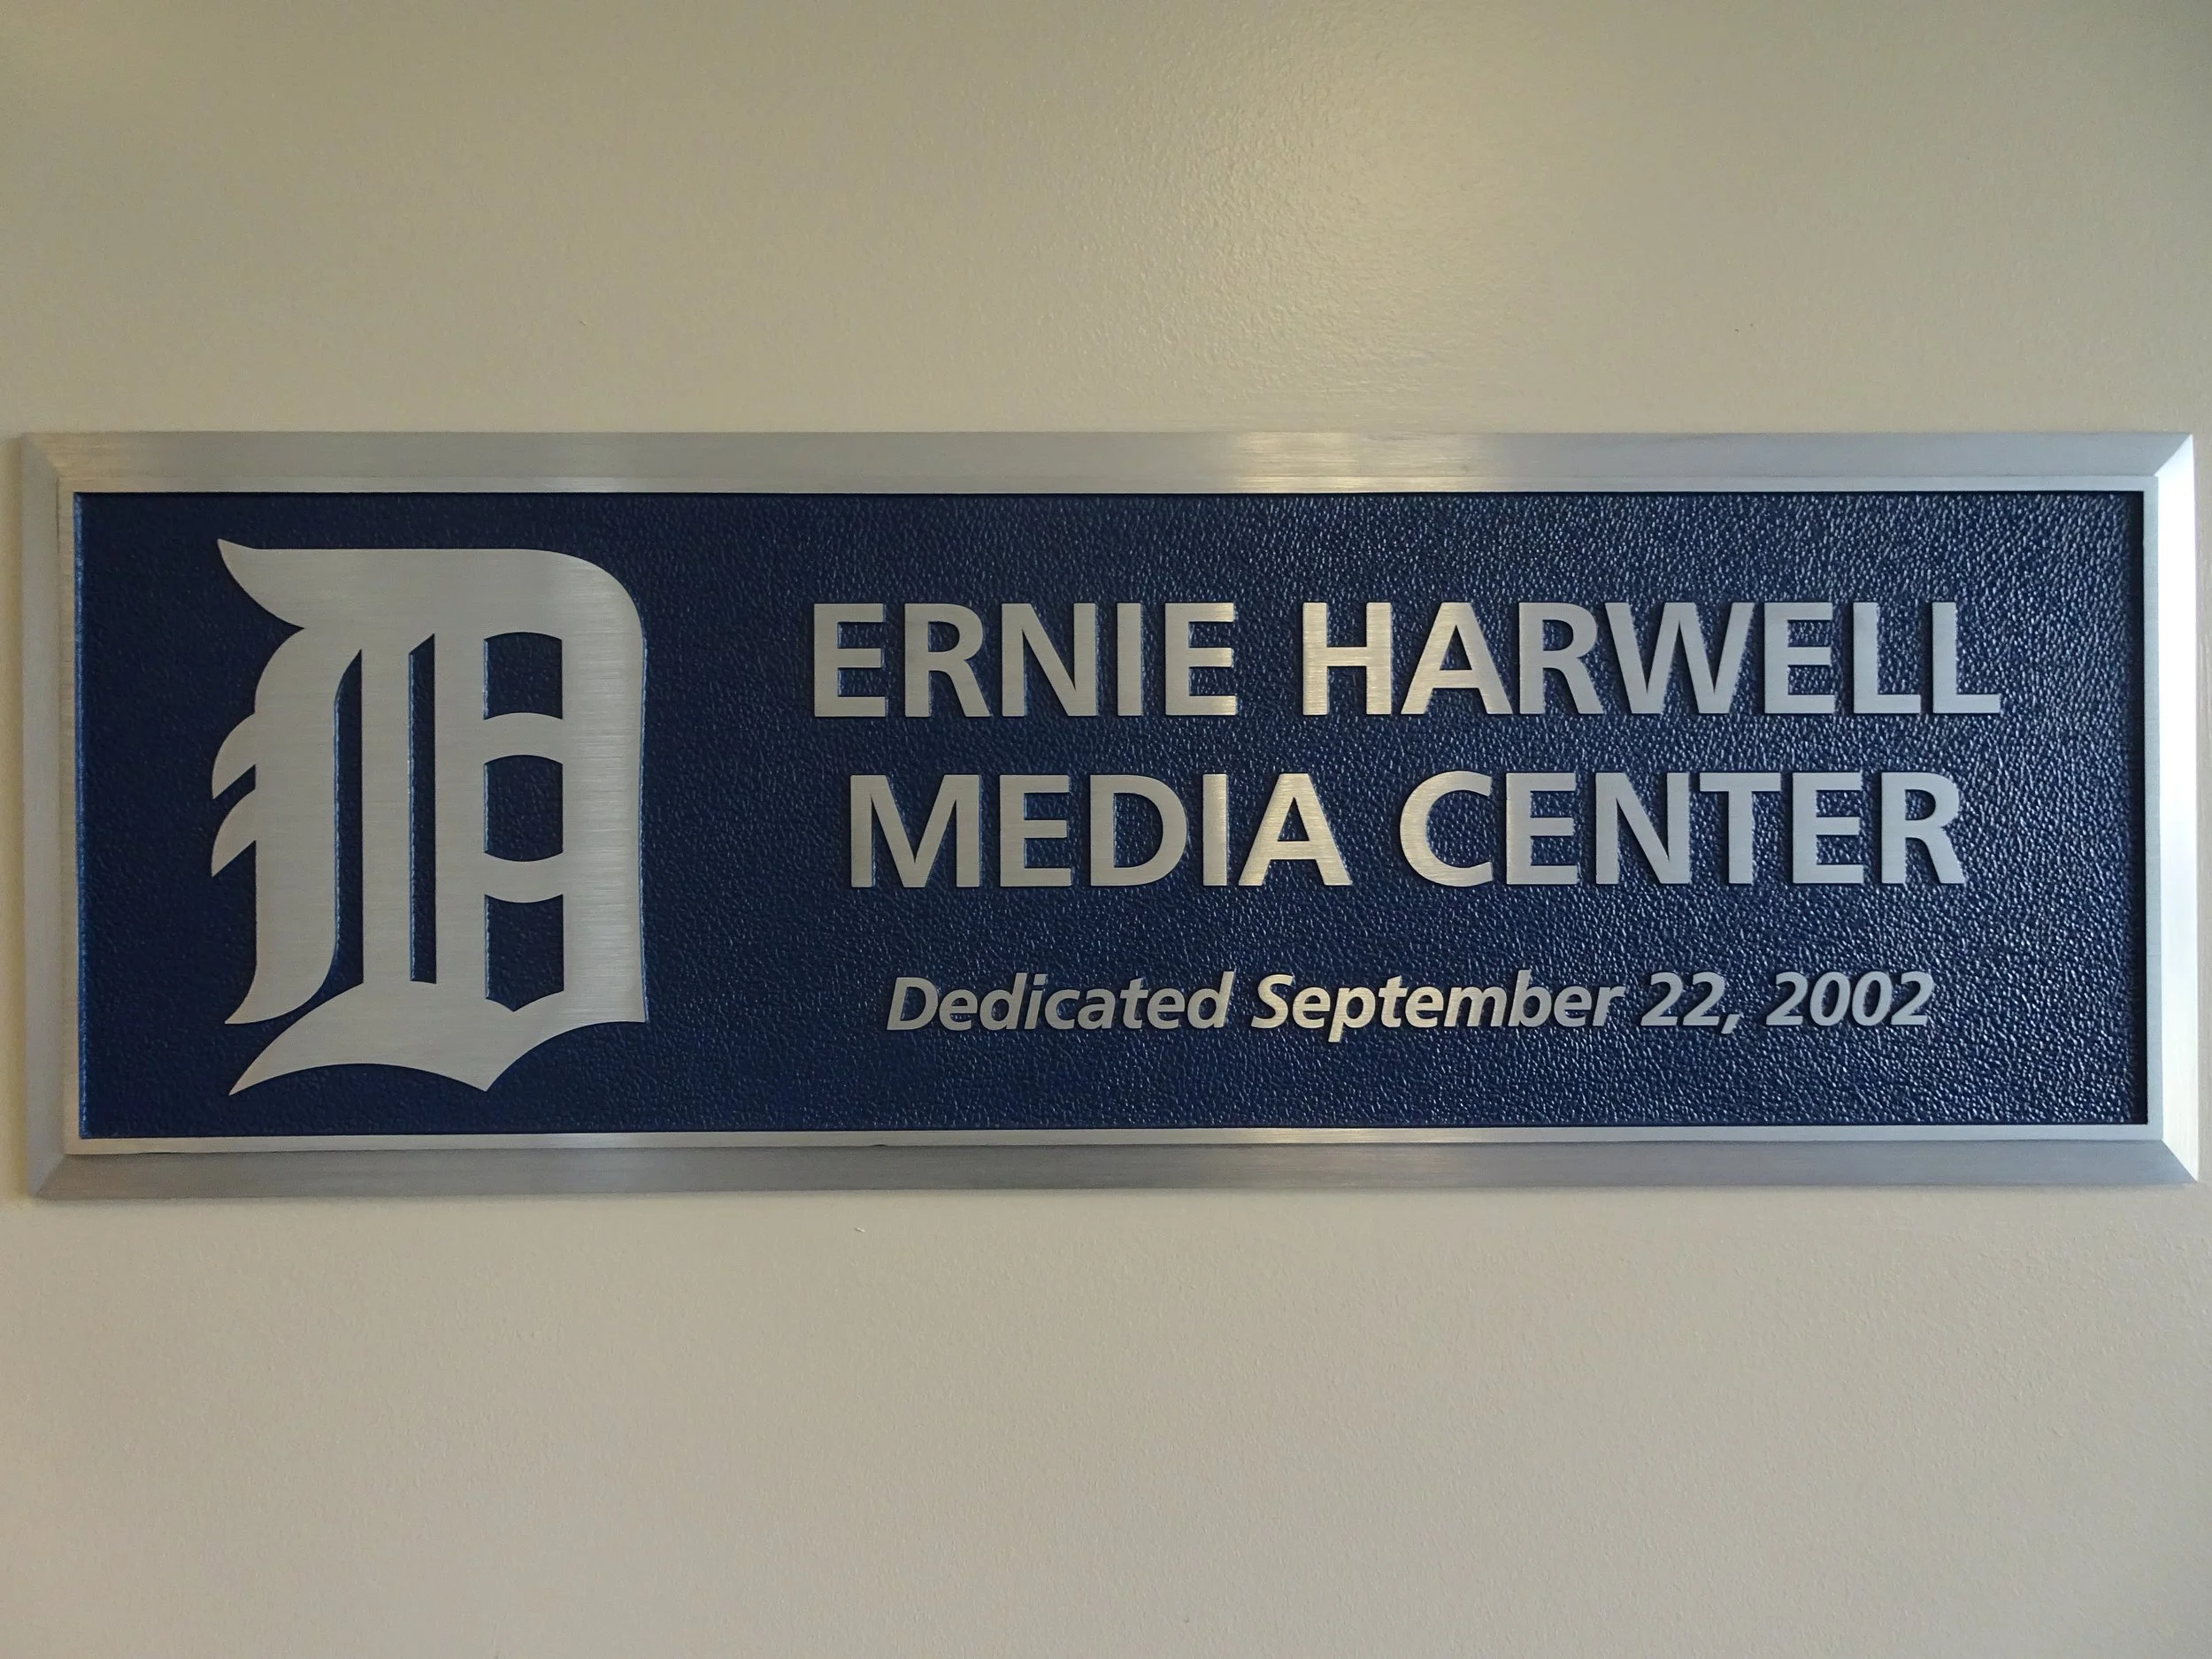 D
ERNIE HARWELL
MEDIA CENTER
Dedicated September 22, 2002